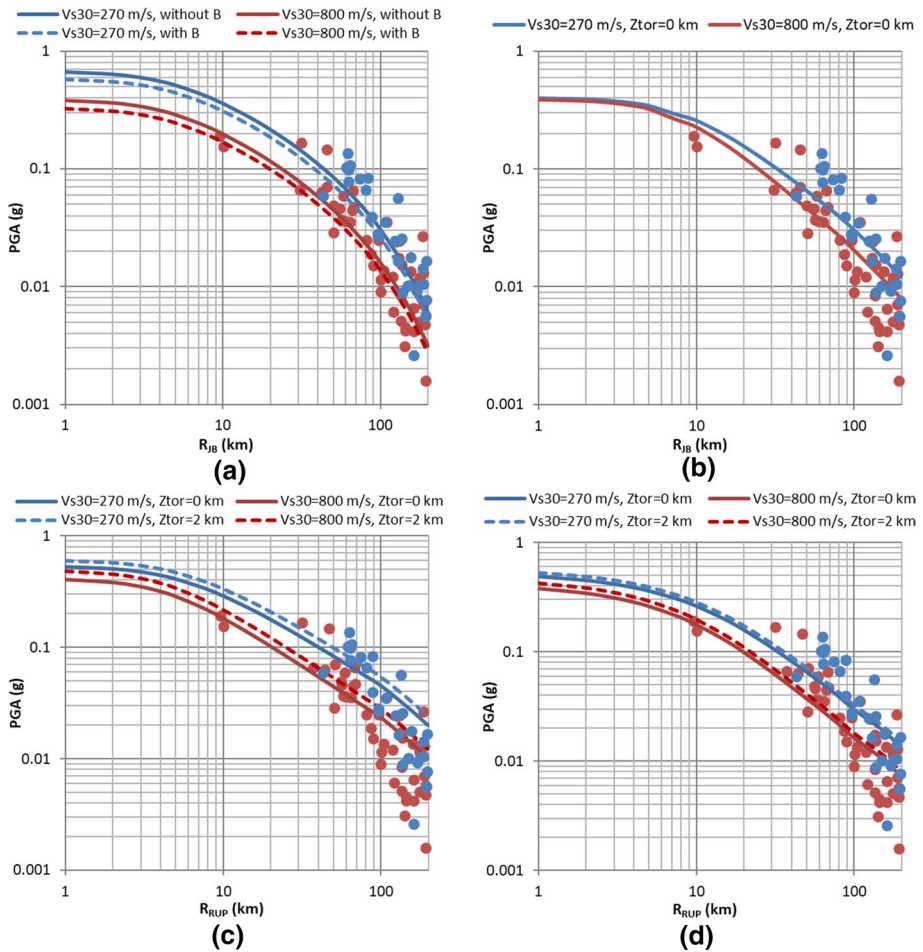 Vs30=270 m/s, without B Vs30=800 m/s, without B
Vs30=270 m/s, with B Vs30=800 m/s, with B
1
0.1
0.01
0.001
PGA (g)
1 10 100
R_JB (km)
(a)
Vs30=270 m/s, Ztor=0 km Vs30=800 m/s, Ztor=0 km
1
0.1
0.01
0.001
PGA (g)
1 10 100
R_JB (km)
(b)
Vs30=270 m/s, Ztor=0 km Vs30=800 m/s, Ztor=0 km
Vs30=270 m/s, Ztor=2 km Vs30=800 m/s, Ztor=2 km
1
0.1
0.01
0.001
PGA (g)
1 10 100
R_RUP (km)
(c)
Vs30=270 m/s, Ztor=0 km Vs30=800 m/s, Ztor=0 km
Vs30=270 m/s, Ztor=2 km Vs30=800 m/s, Ztor=2 km
1
0.1
0.01
0.001
PGA (g)
1 10 100
R_RUP (km)
(d)